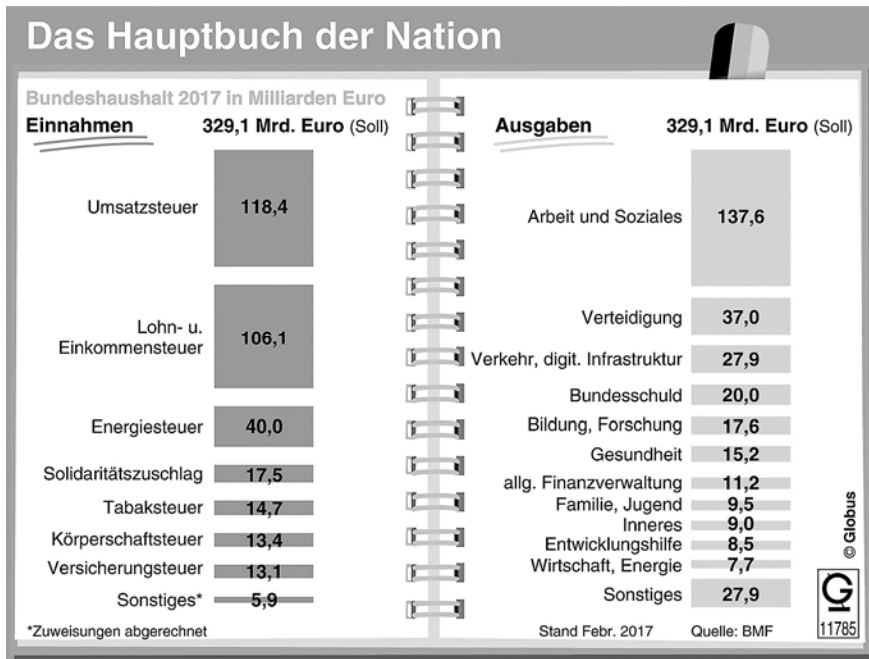 Das Hauptbuch der Nation
Bundeshaushalt 2017 in Milliarden Euro
Einnahmen 329,1 Mrd. Euro (Soll)
Umsatzsteuer 118,4
Lohn- u.
Einkommensteuer 106,1
Energiesteuer 40,0
Solidaritätszuschlag 17,5
Tabaksteuer 14,7
Körperschaftsteuer 13,4
Versicherungsteuer 13,1
Sonstiges* 5,9
*Zuweisungen abgerechnet
Ausgaben 329,1 Mrd. Euro (Soll)
Arbeit und Soziales 137,6
Verteidigung 37,0
Verkehr, digit. Infrastruktur 27,9
Bundesschuld 20,0
Bildung, Forschung 17,6
Gesundheit 15,2
allg. Finanzverwaltung 11,2
Familie, Jugend 9,5
Inneres 9,0
Entwicklungshilfe 8,5
Wirtschaft, Energie 7,7
Sonstiges 27,9
Stand Febr. 2017 Quelle: BMF
© Globus
G
11785